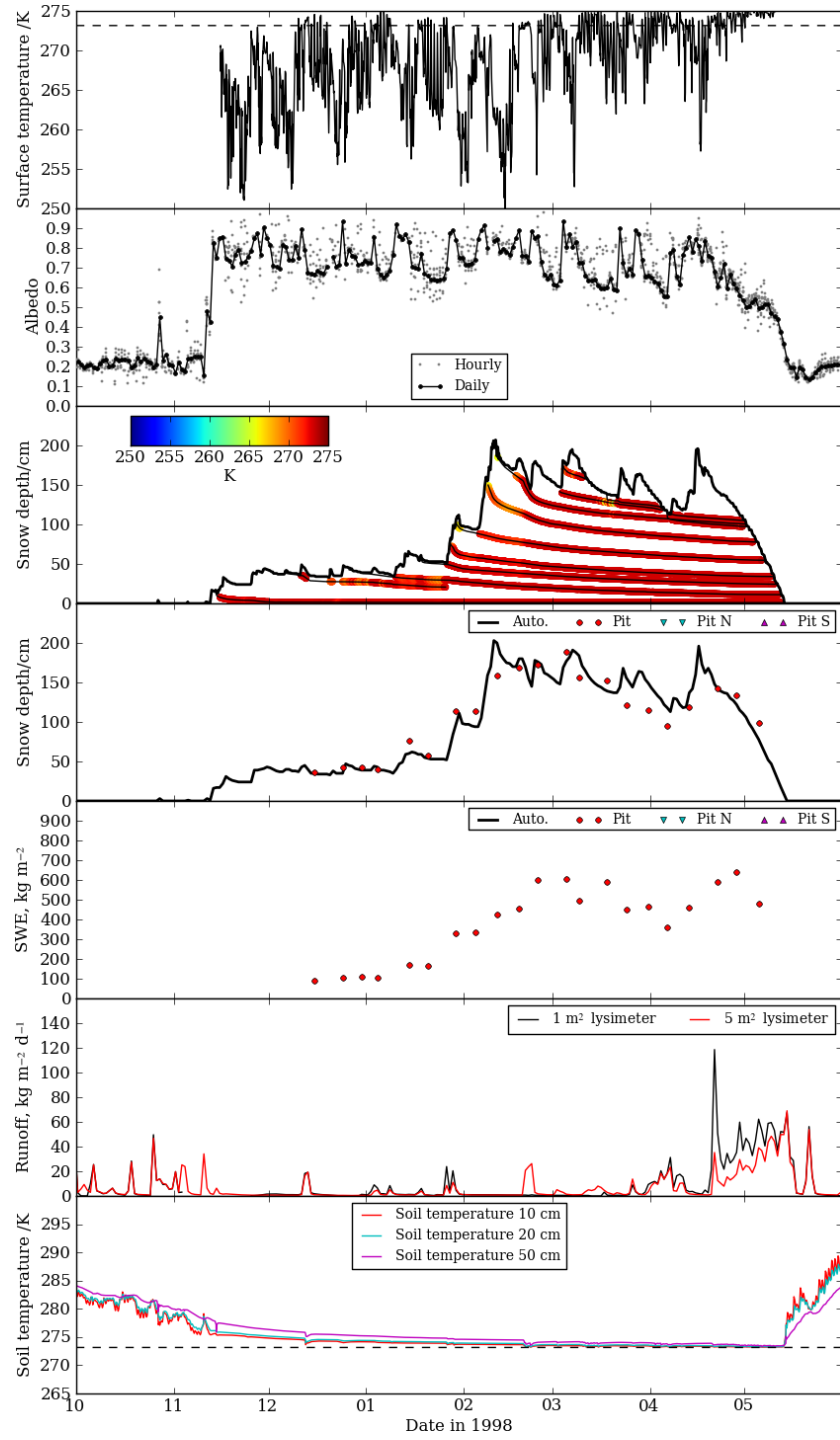 275
270
265
260
255
250
Surface temperature /K
0.9
0.8
0.7
0.6
0.5
0.4
0.3
0.2
0.1
0.0
Albedo
Hourly
Daily
200
150
100
50
0
Snow depth/cm
250 255 260 265 270 275
K
200
150
100
50
0
Snow depth/cm
Auto. Pit Pit N Pit S
900
800
700
600
500
400
300
200
100
0
SWE, kg m⁻²
Auto. Pit Pit N Pit S
140
120
100
80
60
40
20
0
Runoff, kg m⁻² d⁻¹
1 m² lysimeter 5 m² lysimeter
295
290
285
280
275
270
265
Soil temperature /K
Soil temperature 10 cm
Soil temperature 20 cm
Soil temperature 50 cm
10 11 12 01 02 03 04 05
Date in 1998